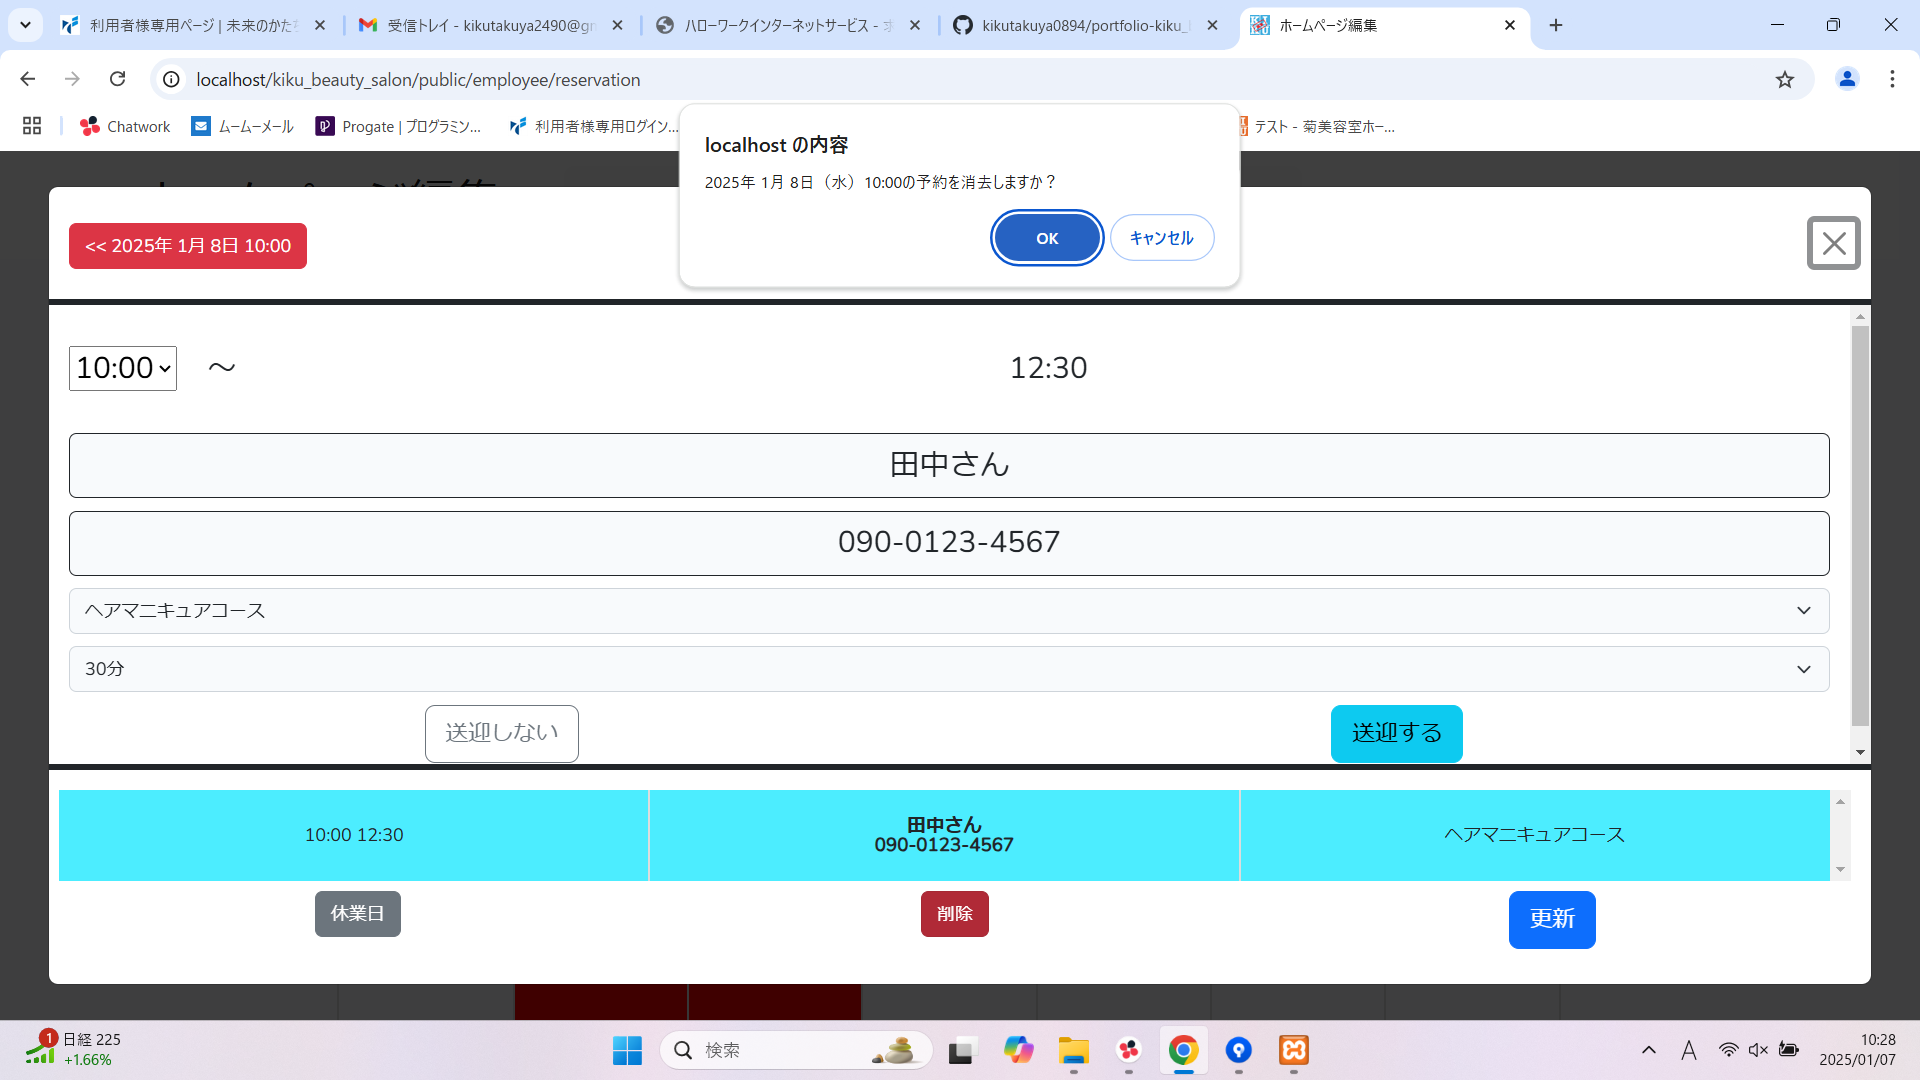 利用者様専用ページ | 未来のかた
受信トレイ - kikutakuya2490@gm
ハローワークインターネットサービス - 求
kikutakuya0894/portfolio-kiku_
ホームページ編集
localhost/kiku_beauty_salon/public/employee/reservation
Chatwork
ムームーメール
Progate | プログラミン...
利用者様専用ログイン...
テスト - 菊美容室ホー...
localhost の内容
2025年 1月 8日（水）10:00の予約を消去しますか？
OK
キャンセル
<< 2025年 1月 8日 10:00
10:00
～
12:30
田中さん
090-0123-4567
ヘアマニキュアコース
30分
送迎しない
送迎する
10:00 12:30
田中さん
090-0123-4567
ヘアマニキュアコース
休業日
削除
更新
1
日経 225
+1.66%
検索
A
10:28
2025/01/07